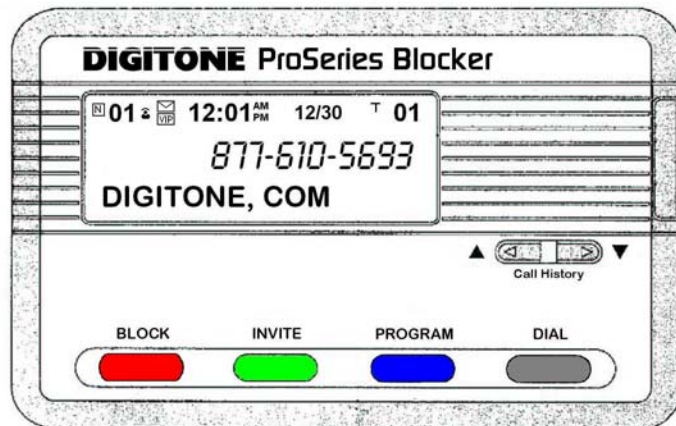 DIGITONE ProSeries Blocker
N 01 VIP 12:01 AM PM 12/30 T 01
877-610-5693
DIGITONE, COM
Call History
BLOCK INVITE PROGRAM DIAL